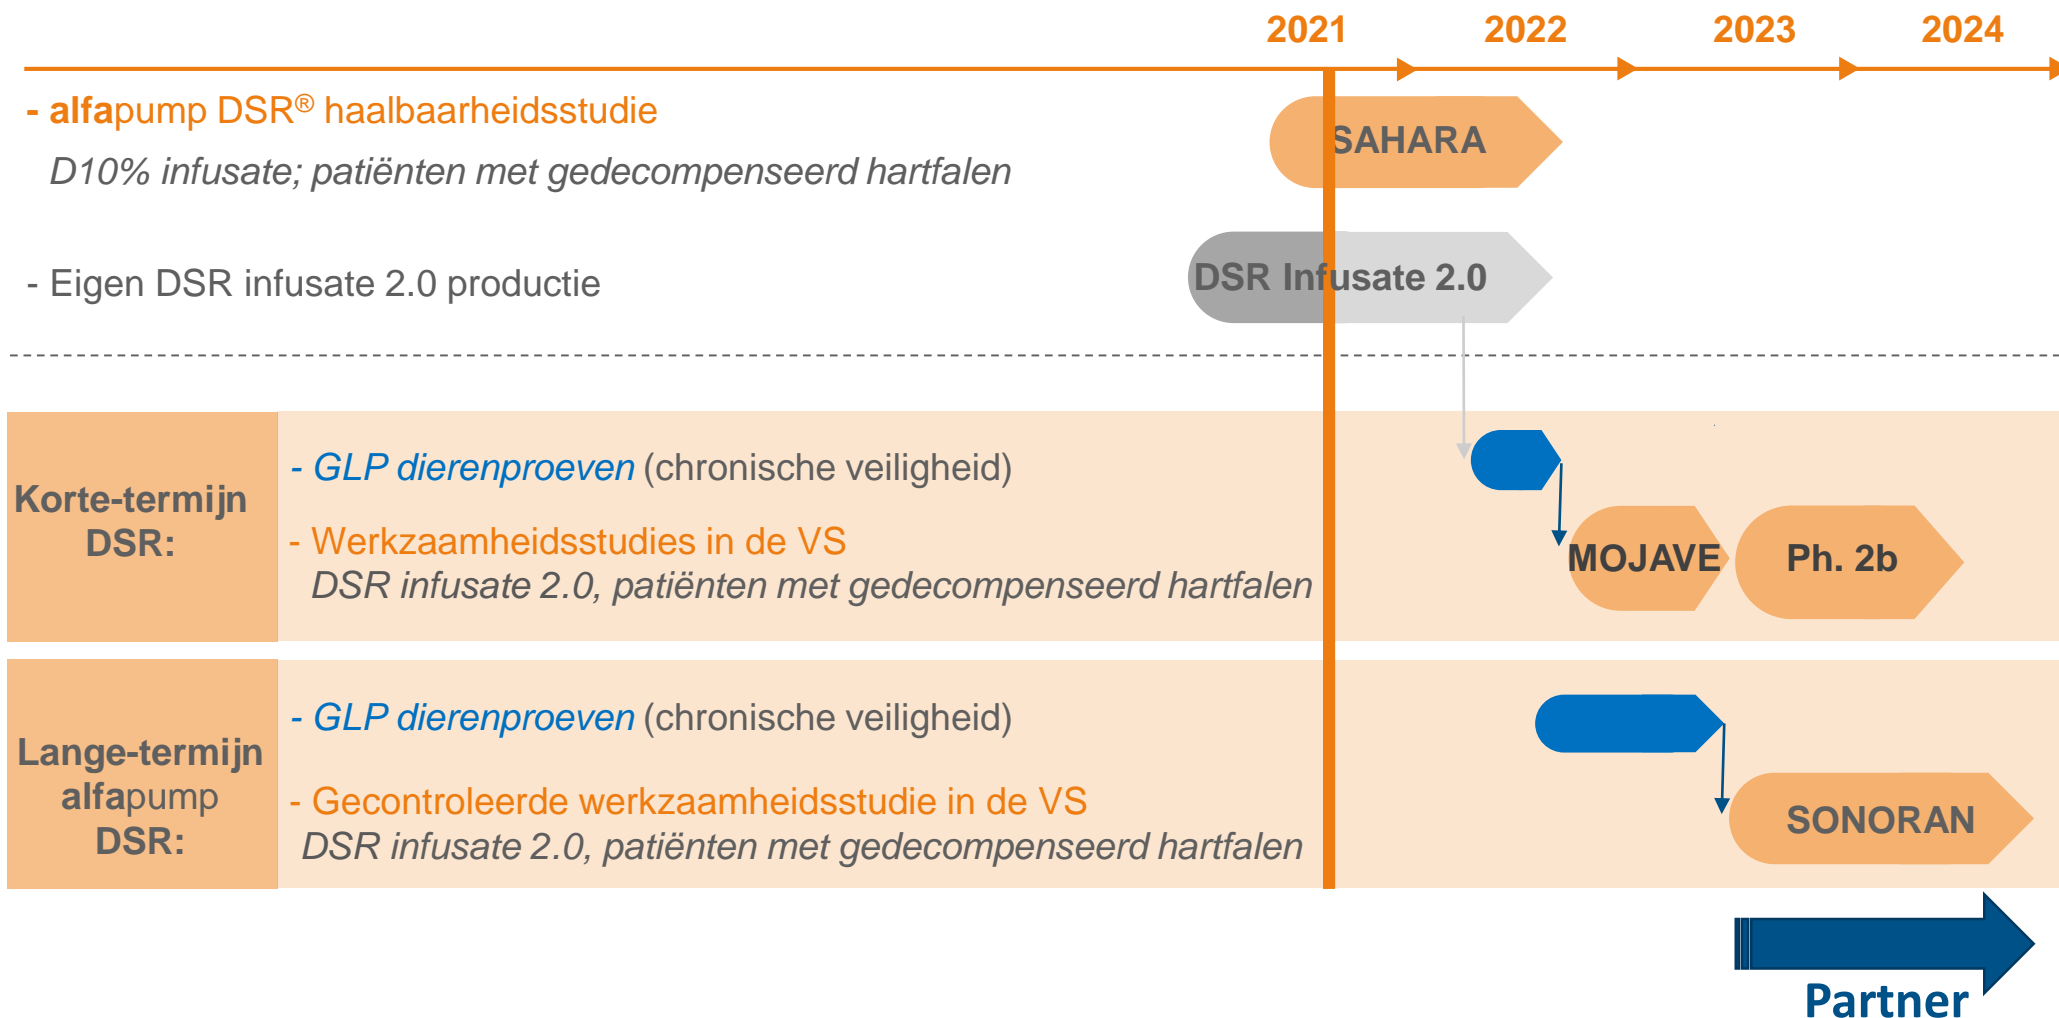 2021 2022 2023 2024
- alfapump DSR® haalbaarheidsstudie
D10% infusate; patiënten met gedecompenseerd hartfalen
SAHARA
- Eigen DSR infusate 2.0 productie
DSR Infusate 2.0
Korte-termijn
DSR:
- GLP dierenproeven (chronische veiligheid)
- Werkzaamheidsstudies in de VS
DSR infusate 2.0, patiënten met gedecompenseerd hartfalen
MOJAVE
Ph. 2b
Lange-termijn
alfapump
DSR:
- GLP dierenproeven (chronische veiligheid)
- Gecontroleerde werkzaamheidsstudie in de VS
DSR infusate 2.0, patiënten met gedecompenseerd hartfalen
SONORAN
Partner